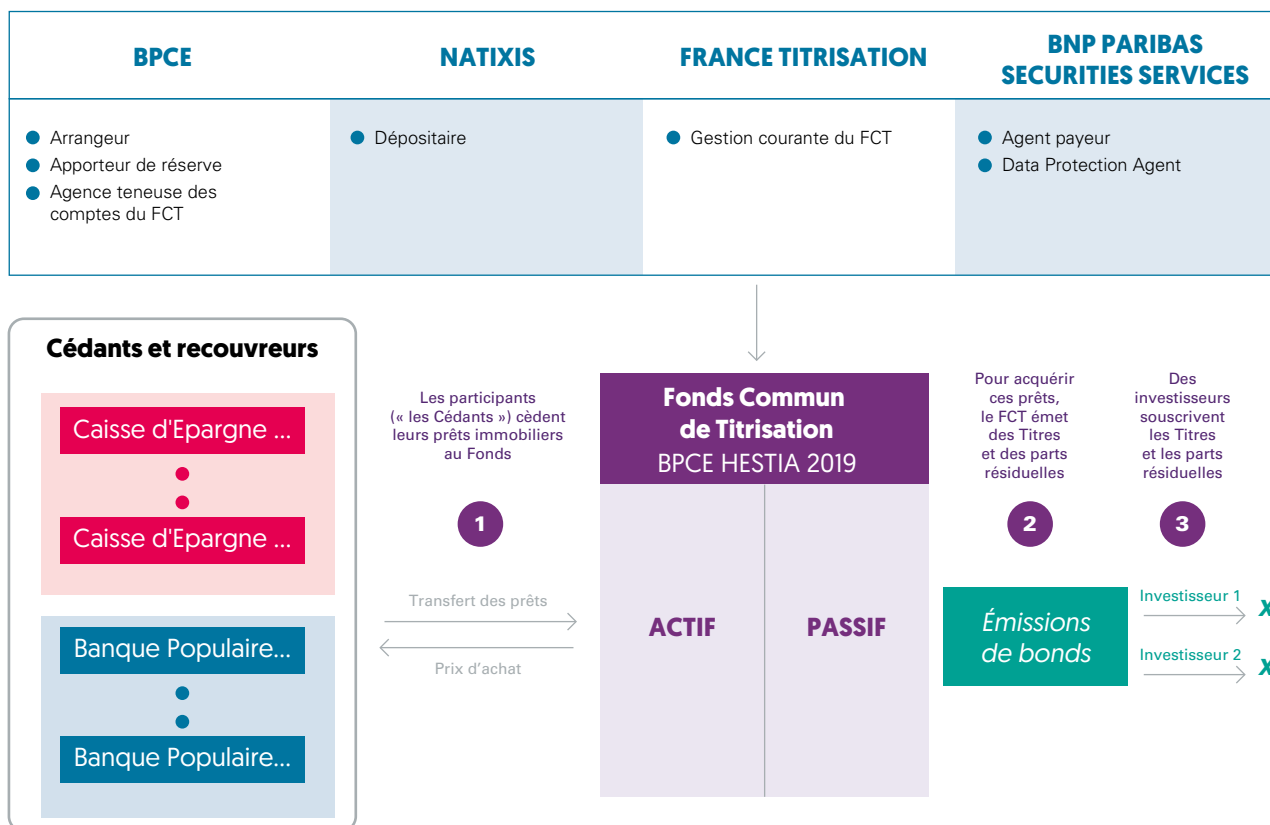 BPCE
NATIXIS
FRANCE TITRISATION
BNP PARIBAS
SECURITIES SERVICES
Arrangeur
Apporteur de réserve
Agence teneuse des
comptes du FCT
Dépositaire
Gestion courante du FCT
Agent payeur
Data Protection Agent
Cédants et recouvreurs
Caisse d'Epargne ...
Caisse d'Epargne ...
Banque Populaire...
Banque Populaire...
Les participants
(« les Cédants ») cèdent
leurs prêts immobiliers
au Fonds
1
Transfert des prêts
Prix d’achat
Fonds Commun
de Titrisation
BPCE HESTIA 2019
ACTIF
PASSIF
Pour acquérir
ces prêts,
le FCT émet
des Titres
et des parts
résiduelles
2
Émissions
de bonds
Des
investisseurs
souscrivent
les Titres
et les parts
résiduelles
3
Investisseur 1
X
Investisseur 2
X